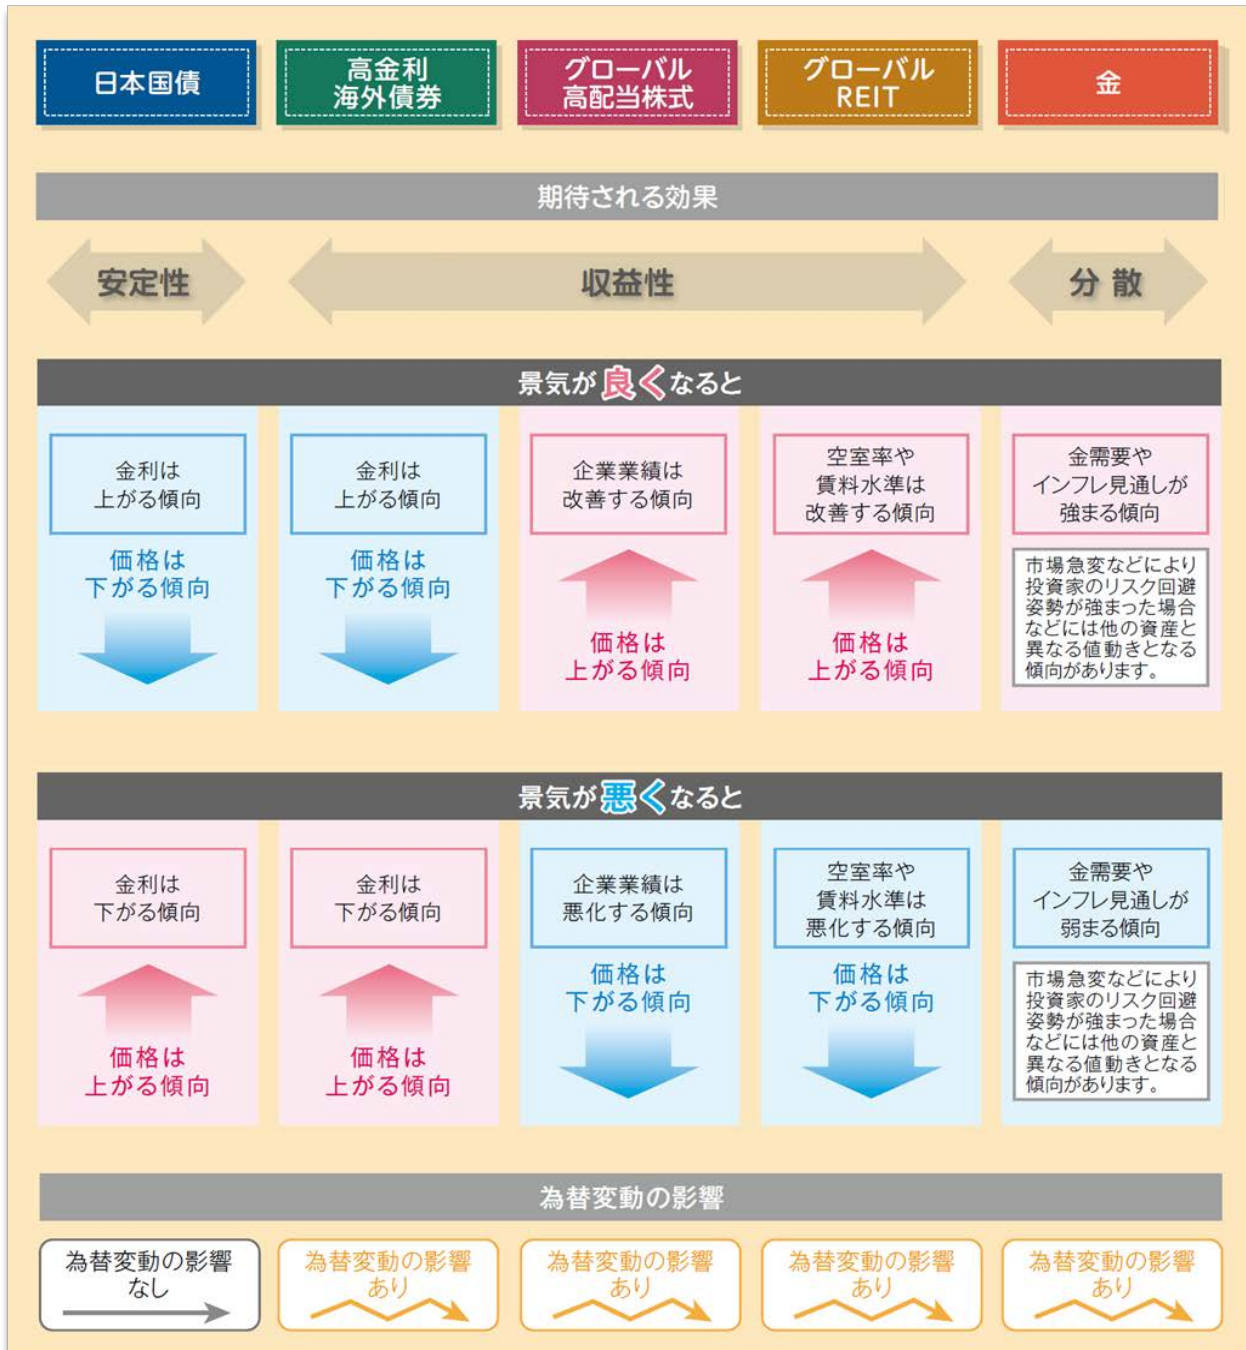 日本国債
高金利
海外債券
グローバル
高配当株式
グローバル
REIT
金
期待される効果
安定性
収益性
分散
景気が良くなると
金利は
上がる傾向
価格は
下がる傾向
金利は
上がる傾向
価格は
下がる傾向
企業業績は
改善する傾向
価格は
上がる傾向
空室率や
賃料水準は
改善する傾向
価格は
上がる傾向
金需要や
インフレ見通しが
強まる傾向
市場急変などにより
投資家のリスク回避
姿勢が強まった場合
などには他の資産と
異なる値動きとなる
傾向があります。
景気が悪くなると
金利は
下がる傾向
価格は
上がる傾向
金利は
下がる傾向
価格は
上がる傾向
企業業績は
悪化する傾向
価格は
下がる傾向
空室率や
賃料水準は
悪化する傾向
価格は
下がる傾向
金需要や
インフレ見通しが
弱まる傾向
市場急変などにより
投資家のリスク回避
姿勢が強まった場合
などには他の資産と
異なる値動きとなる
傾向があります。
為替変動の影響
為替変動の影響
なし
為替変動の影響
あり
為替変動の影響
あり
為替変動の影響
あり
為替変動の影響
あり